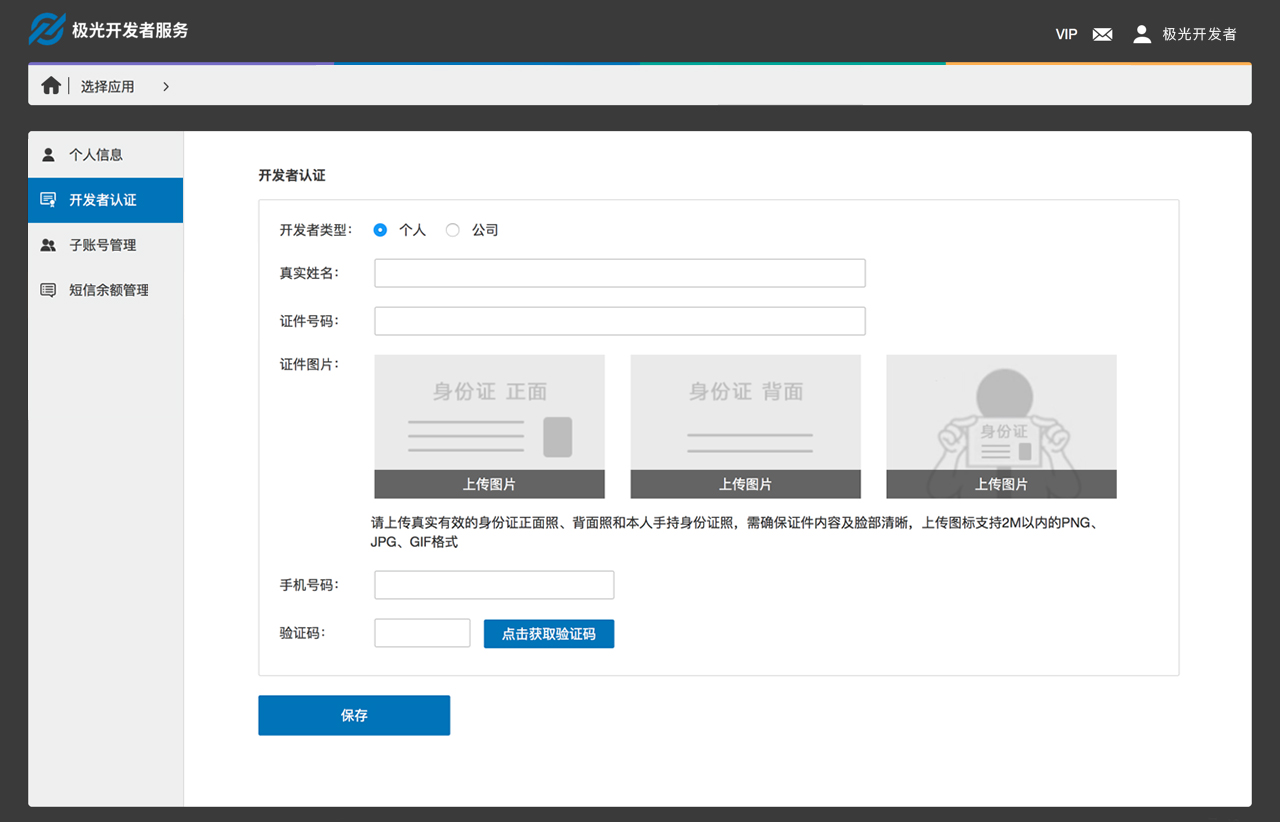 极光开发者服务
VIP 极光开发者
选择应用
个人信息
开发者认证
子账号管理
短信余额管理
开发者认证
开发者类型： 个人 公司
真实姓名：
证件号码：
证件图片：
身份证 正面
上传图片
身份证 背面
上传图片
身份证
上传图片
请上传真实有效的身份证正面照、背面照和本人手持身份证照，需确保证件内容及脸部清晰，上传图标支持2M以内的PNG、
JPG、GIF格式
手机号码：
验证码： 点击获取验证码
保存